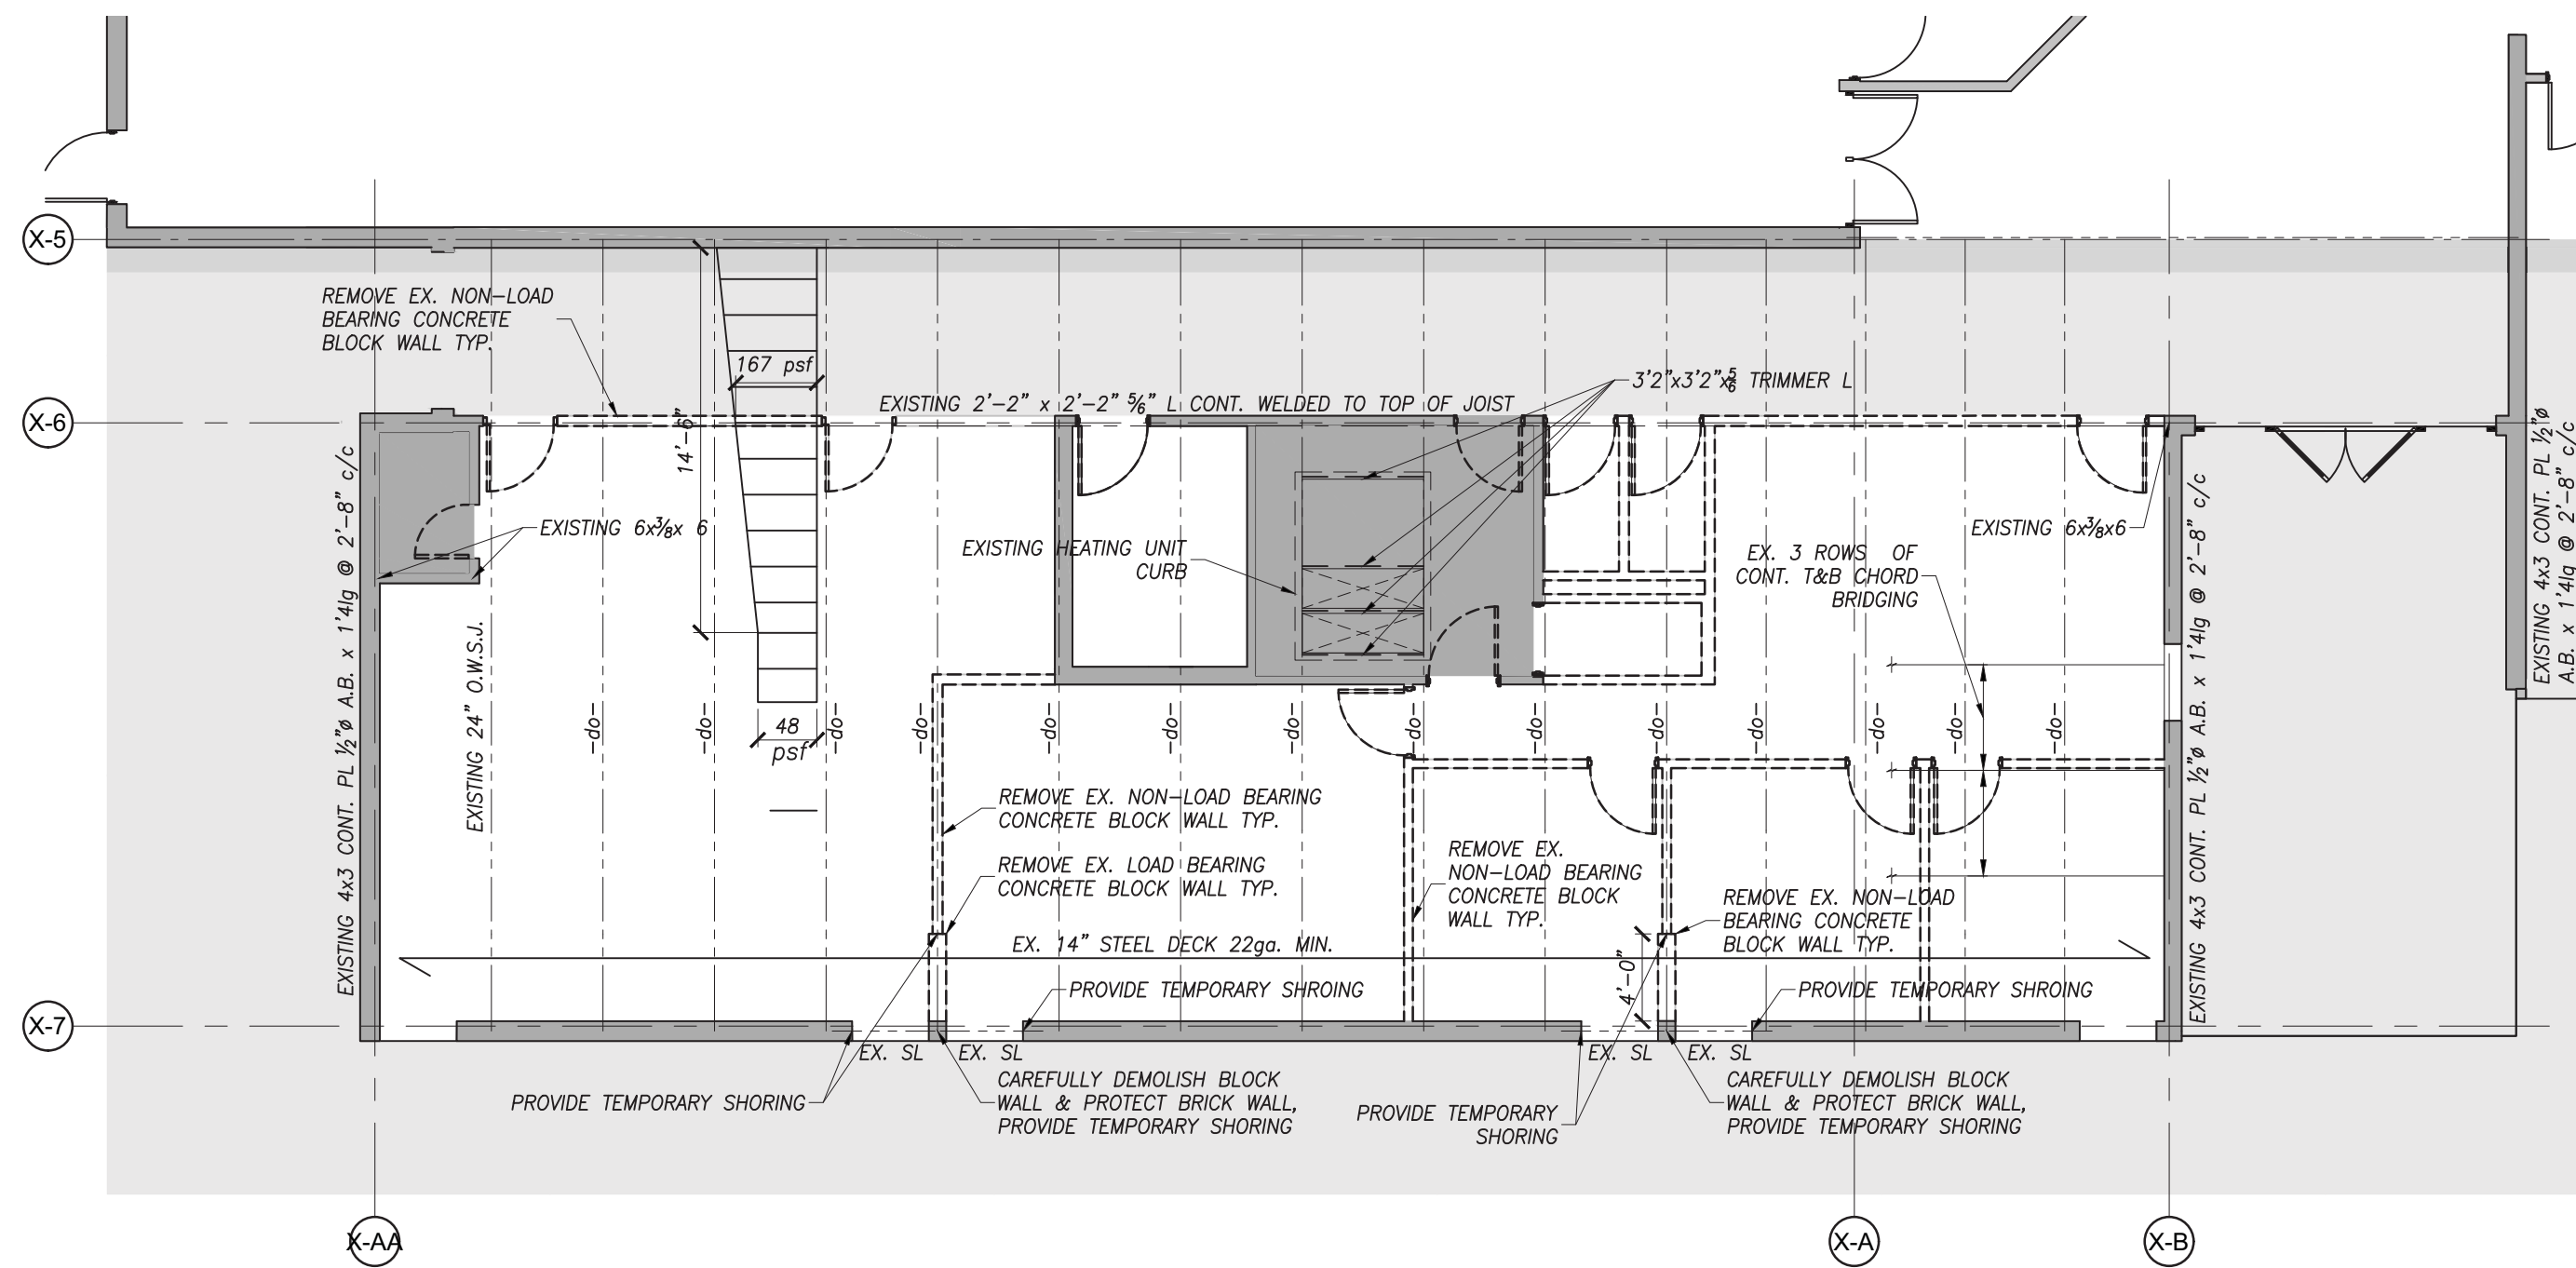 X-5
REMOVE EX. NON-LOAD
BEARING CONCRETE
BLOCK WALL TYP.
167 psf
14'-6"
3'2"x3'2"x5/6 TRIMMER L
EXISTING 2'-2" x 2'-2" 5/6" L CONT. WELDED TO TOP OF JOIST
X-6
EXISTING 4x3 CONT. PL 1/2"ø A.B. x 1'4lg @ 2'-8" c/c
EXISTING 6x3/8x 6
EXISTING HEATING UNIT
CURB
EX. 3 ROWS OF
CONT. T&B CHORD
BRIDGING
EXISTING 6x3/8x6
EXISTING 4x3 CONT. PL 1/2"ø A.B. x 1'4lg @ 2'-8" c/c
EXISTING 4x3 CONT. PL 1/2"ø
A.B. x 1'4lg @ 2'-8" c/c
EXISTING 24" O.W.S.J.
-do-
-do-
-do-
-do-
-do-
-do-
-do-
-do-
-do-
-do-
-do-
-do-
-do-
-do-
48
psf
REMOVE EX. NON-LOAD BEARING
CONCRETE BLOCK WALL TYP.
REMOVE EX. LOAD BEARING
CONCRETE BLOCK WALL TYP.
REMOVE EX.
NON-LOAD BEARING
CONCRETE BLOCK
WALL TYP.
REMOVE EX. NON-LOAD
BEARING CONCRETE
BLOCK WALL TYP.
EX. 14" STEEL DECK 22ga. MIN.
4'-0"
PROVIDE TEMPORARY SHROING
PROVIDE TEMPORARY SHROING
X-7
EX. SL
EX. SL
EX. SL
EX. SL
PROVIDE TEMPORARY SHORING
CAREFULLY DEMOLISH BLOCK
WALL & PROTECT BRICK WALL,
PROVIDE TEMPORARY SHORING
PROVIDE TEMPORARY
SHORING
CAREFULLY DEMOLISH BLOCK
WALL & PROTECT BRICK WALL,
PROVIDE TEMPORARY SHORING
X-AA
X-A
X-B